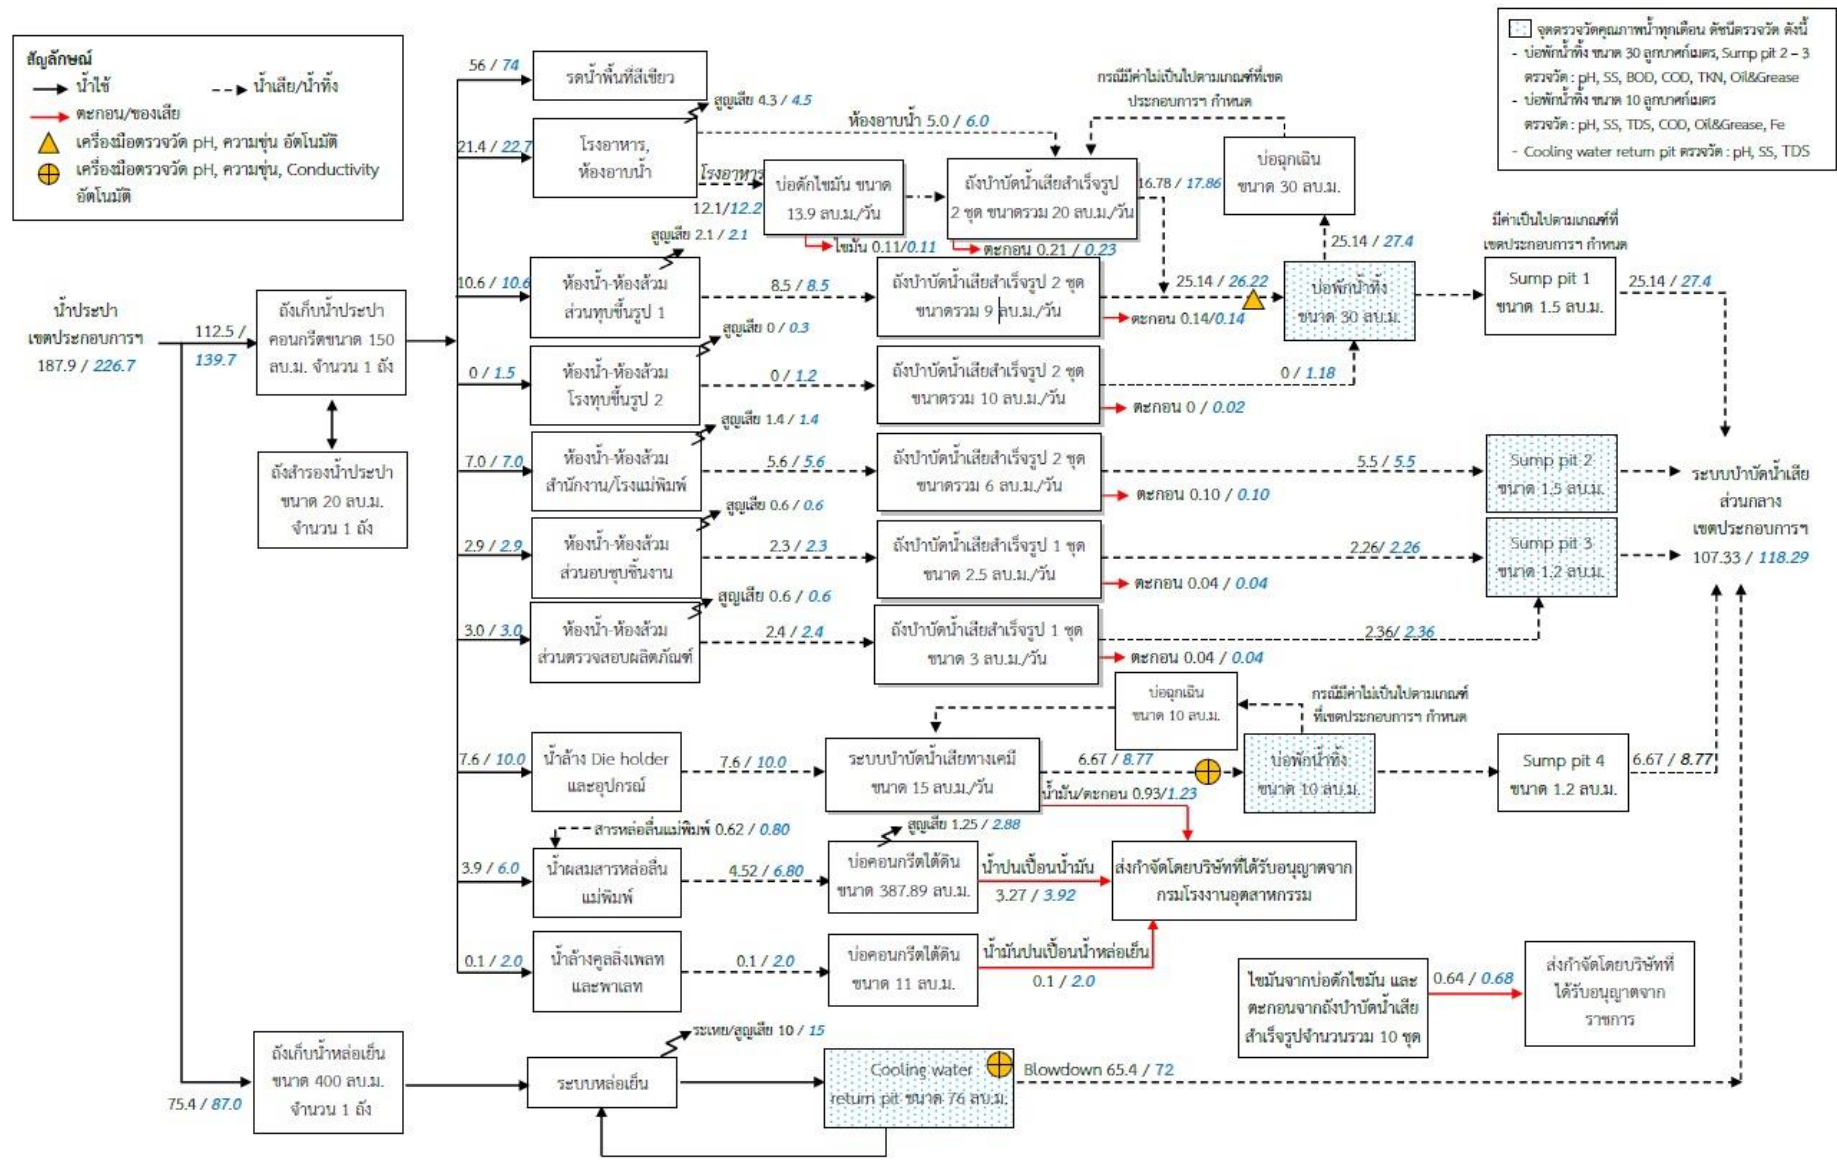 สัญลักษณ์
น้ำใช้
น้ำเสีย/น้ำทิ้ง
ตะกอน/ของเสีย
เครื่องมือตรวจวัด pH, ความขุ่น อัตโนมัติ
เครื่องมือตรวจวัด pH, ความขุ่น, Conductivity
อัตโนมัติ
จุดตรวจวัดคุณภาพน้ำทุกเดือน ดัชนีตรวจวัด ดังนี้
- บ่อพักน้ำทิ้ง ขนาด 30 ลูกบาศก์เมตร, Sump pit 2 – 3
ตรวจวัด : pH, SS, BOD, COD, TKN, Oil&Grease
- บ่อพักน้ำทิ้ง ขนาด 10 ลูกบาศก์เมตร
ตรวจวัด : pH, SS, TDS, COD, Oil&Grease, Fe
- Cooling water return pit ตรวจวัด : pH, SS, TDS
น้ำประปา
เขตประกอบการฯ
187.9 / 226.7
112.5 /
139.7
ถังเก็บน้ำประปา
คอนกรีตขนาด 150
ลบ.ม. จำนวน 1 ถัง
ถังสำรองน้ำประปา
ขนาด 20 ลบ.ม.
จำนวน 1 ถัง
56 / 74
รดน้ำพื้นที่สีเขียว
21.4 / 22.7
โรงอาหาร,
ห้องอาบน้ำ
สูญเสีย 4.3 / 4.5
ห้องอาบน้ำ 5.0 / 6.0
โรงอาหาร
12.1/12.2
บ่อดักไขมัน ขนาด
13.9 ลบ.ม./วัน
ไขมัน 0.11/0.11
ถังบำบัดน้ำเสียสำเร็จรูป
2 ชุด ขนาดรวม 20 ลบ.ม./วัน
ตะกอน 0.21 / 0.23
16.78 / 17.86
กรณีมีค่าไม่เป็นไปตามเกณฑ์ที่เขต
ประกอบการฯ กำหนด
บ่อฉุกเฉิน
ขนาด 30 ลบ.ม.
25.14 / 27.4
10.6 / 10.6
ห้องน้ำ-ห้องส้วม
ส่วนทุบขึ้นรูป 1
สูญเสีย 2.1 / 2.1
8.5 / 8.5
ถังบำบัดน้ำเสียสำเร็จรูป 2 ชุด
ขนาดรวม 9 ลบ.ม./วัน
ตะกอน 0.14/0.14
25.14 / 26.22
บ่อพักน้ำทิ้ง
ขนาด 30 ลบ.ม.
มีค่าเป็นไปตามเกณฑ์ที่
เขตประกอบการฯ กำหนด
Sump pit 1
ขนาด 1.5 ลบ.ม.
25.14 / 27.4
0 / 1.5
ห้องน้ำ-ห้องส้วม
โรงทุบขึ้นรูป 2
สูญเสีย 0 / 0.3
0 / 1.2
ถังบำบัดน้ำเสียสำเร็จรูป 2 ชุด
ขนาดรวม 10 ลบ.ม./วัน
ตะกอน 0 / 0.02
0 / 1.18
7.0 / 7.0
ห้องน้ำ-ห้องส้วม
สำนักงาน/โรงแม่พิมพ์
สูญเสีย 1.4 / 1.4
5.6 / 5.6
ถังบำบัดน้ำเสียสำเร็จรูป 2 ชุด
ขนาดรวม 6 ลบ.ม./วัน
ตะกอน 0.10 / 0.10
5.5 / 5.5
Sump pit 2
ขนาด 1.5 ลบ.ม.
ระบบบำบัดน้ำเสีย
ส่วนกลาง
เขตประกอบการฯ
107.33 / 118.29
2.9 / 2.9
ห้องน้ำ-ห้องส้วม
ส่วนอบชุบชิ้นงาน
สูญเสีย 0.6 / 0.6
2.3 / 2.3
ถังบำบัดน้ำเสียสำเร็จรูป 1 ชุด
ขนาด 2.5 ลบ.ม./วัน
ตะกอน 0.04 / 0.04
2.26/ 2.26
Sump pit 3
ขนาด 1.2 ลบ.ม.
3.0 / 3.0
ห้องน้ำ-ห้องส้วม
ส่วนตรวจสอบผลิตภัณฑ์
สูญเสีย 0.6 / 0.6
2.4 / 2.4
ถังบำบัดน้ำเสียสำเร็จรูป 1 ชุด
ขนาด 3 ลบ.ม./วัน
ตะกอน 0.04 / 0.04
2.36/ 2.36
บ่อฉุกเฉิน
ขนาด 10 ลบ.ม.
กรณีมีค่าไม่เป็นไปตามเกณฑ์
ที่เขตประกอบการฯ กำหนด
7.6 / 10.0
น้ำล้าง Die holder
และอุปกรณ์
7.6 / 10.0
ระบบบำบัดน้ำเสียทางเคมี
ขนาด 15 ลบ.ม./วัน
6.67 / 8.77
น้ำมัน/ตะกอน 0.93/1.23
บ่อพักน้ำทิ้ง
ขนาด 10 ลบ.ม.
Sump pit 4
ขนาด 1.2 ลบ.ม.
6.67 / 8.77
สารหล่อลื่นแม่พิมพ์ 0.62 / 0.80
3.9 / 6.0
น้ำผสมสารหล่อลื่น
แม่พิมพ์
4.52 / 6.80
สูญเสีย 1.25 / 2.88
บ่อคอนกรีตใต้ดิน
ขนาด 387.89 ลบ.ม.
น้ำปนเปื้อนน้ำมัน
3.27 / 3.92
ส่งกำจัดโดยบริษัทที่ได้รับอนุญาตจาก
กรมโรงงานอุตสาหกรรม
0.1 / 2.0
น้ำล้างคูลลิ่งเพลท
และพาเลท
0.1 / 2.0
บ่อคอนกรีตใต้ดิน
ขนาด 11 ลบ.ม.
น้ำมันปนเปื้อนน้ำหล่อเย็น
0.1 / 2.0
ไขมันจากบ่อดักไขมัน และ
ตะกอนจากถังบำบัดน้ำเสีย
สำเร็จรูปจำนวนรวม 10 ชุด
0.64 / 0.68
ส่งกำจัดโดยบริษัทที่
ได้รับอนุญาตจาก
ราชการ
75.4 / 87.0
ถังเก็บน้ำหล่อเย็น
ขนาด 400 ลบ.ม.
จำนวน 1 ถัง
ระบบหล่อเย็น
ระเหย/สูญเสีย 10 / 15
Cooling water
return pit ขนาด 76 ลบ.ม.
Blowdown 65.4 / 72